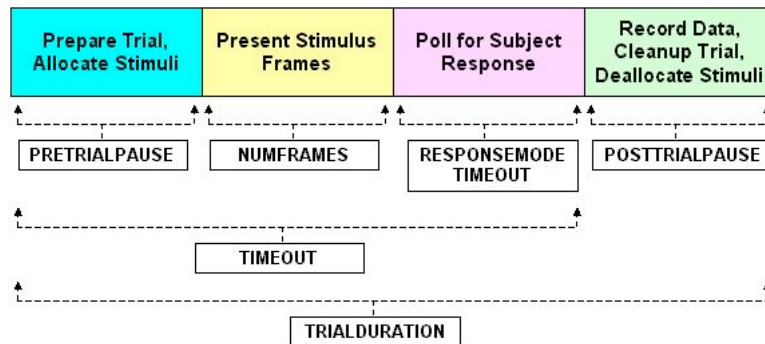 Prepare Trial,
Allocate Stimuli
Present Stimulus
Frames
Poll for Subject
Response
Record Data,
Cleanup Trial,
Deallocate Stimuli
PRETRIALPAUSE
NUMFRAMES
RESPONSEMODE
TIMEOUT
POSTTRIALPAUSE
TIMEOUT
TRIALDURATION